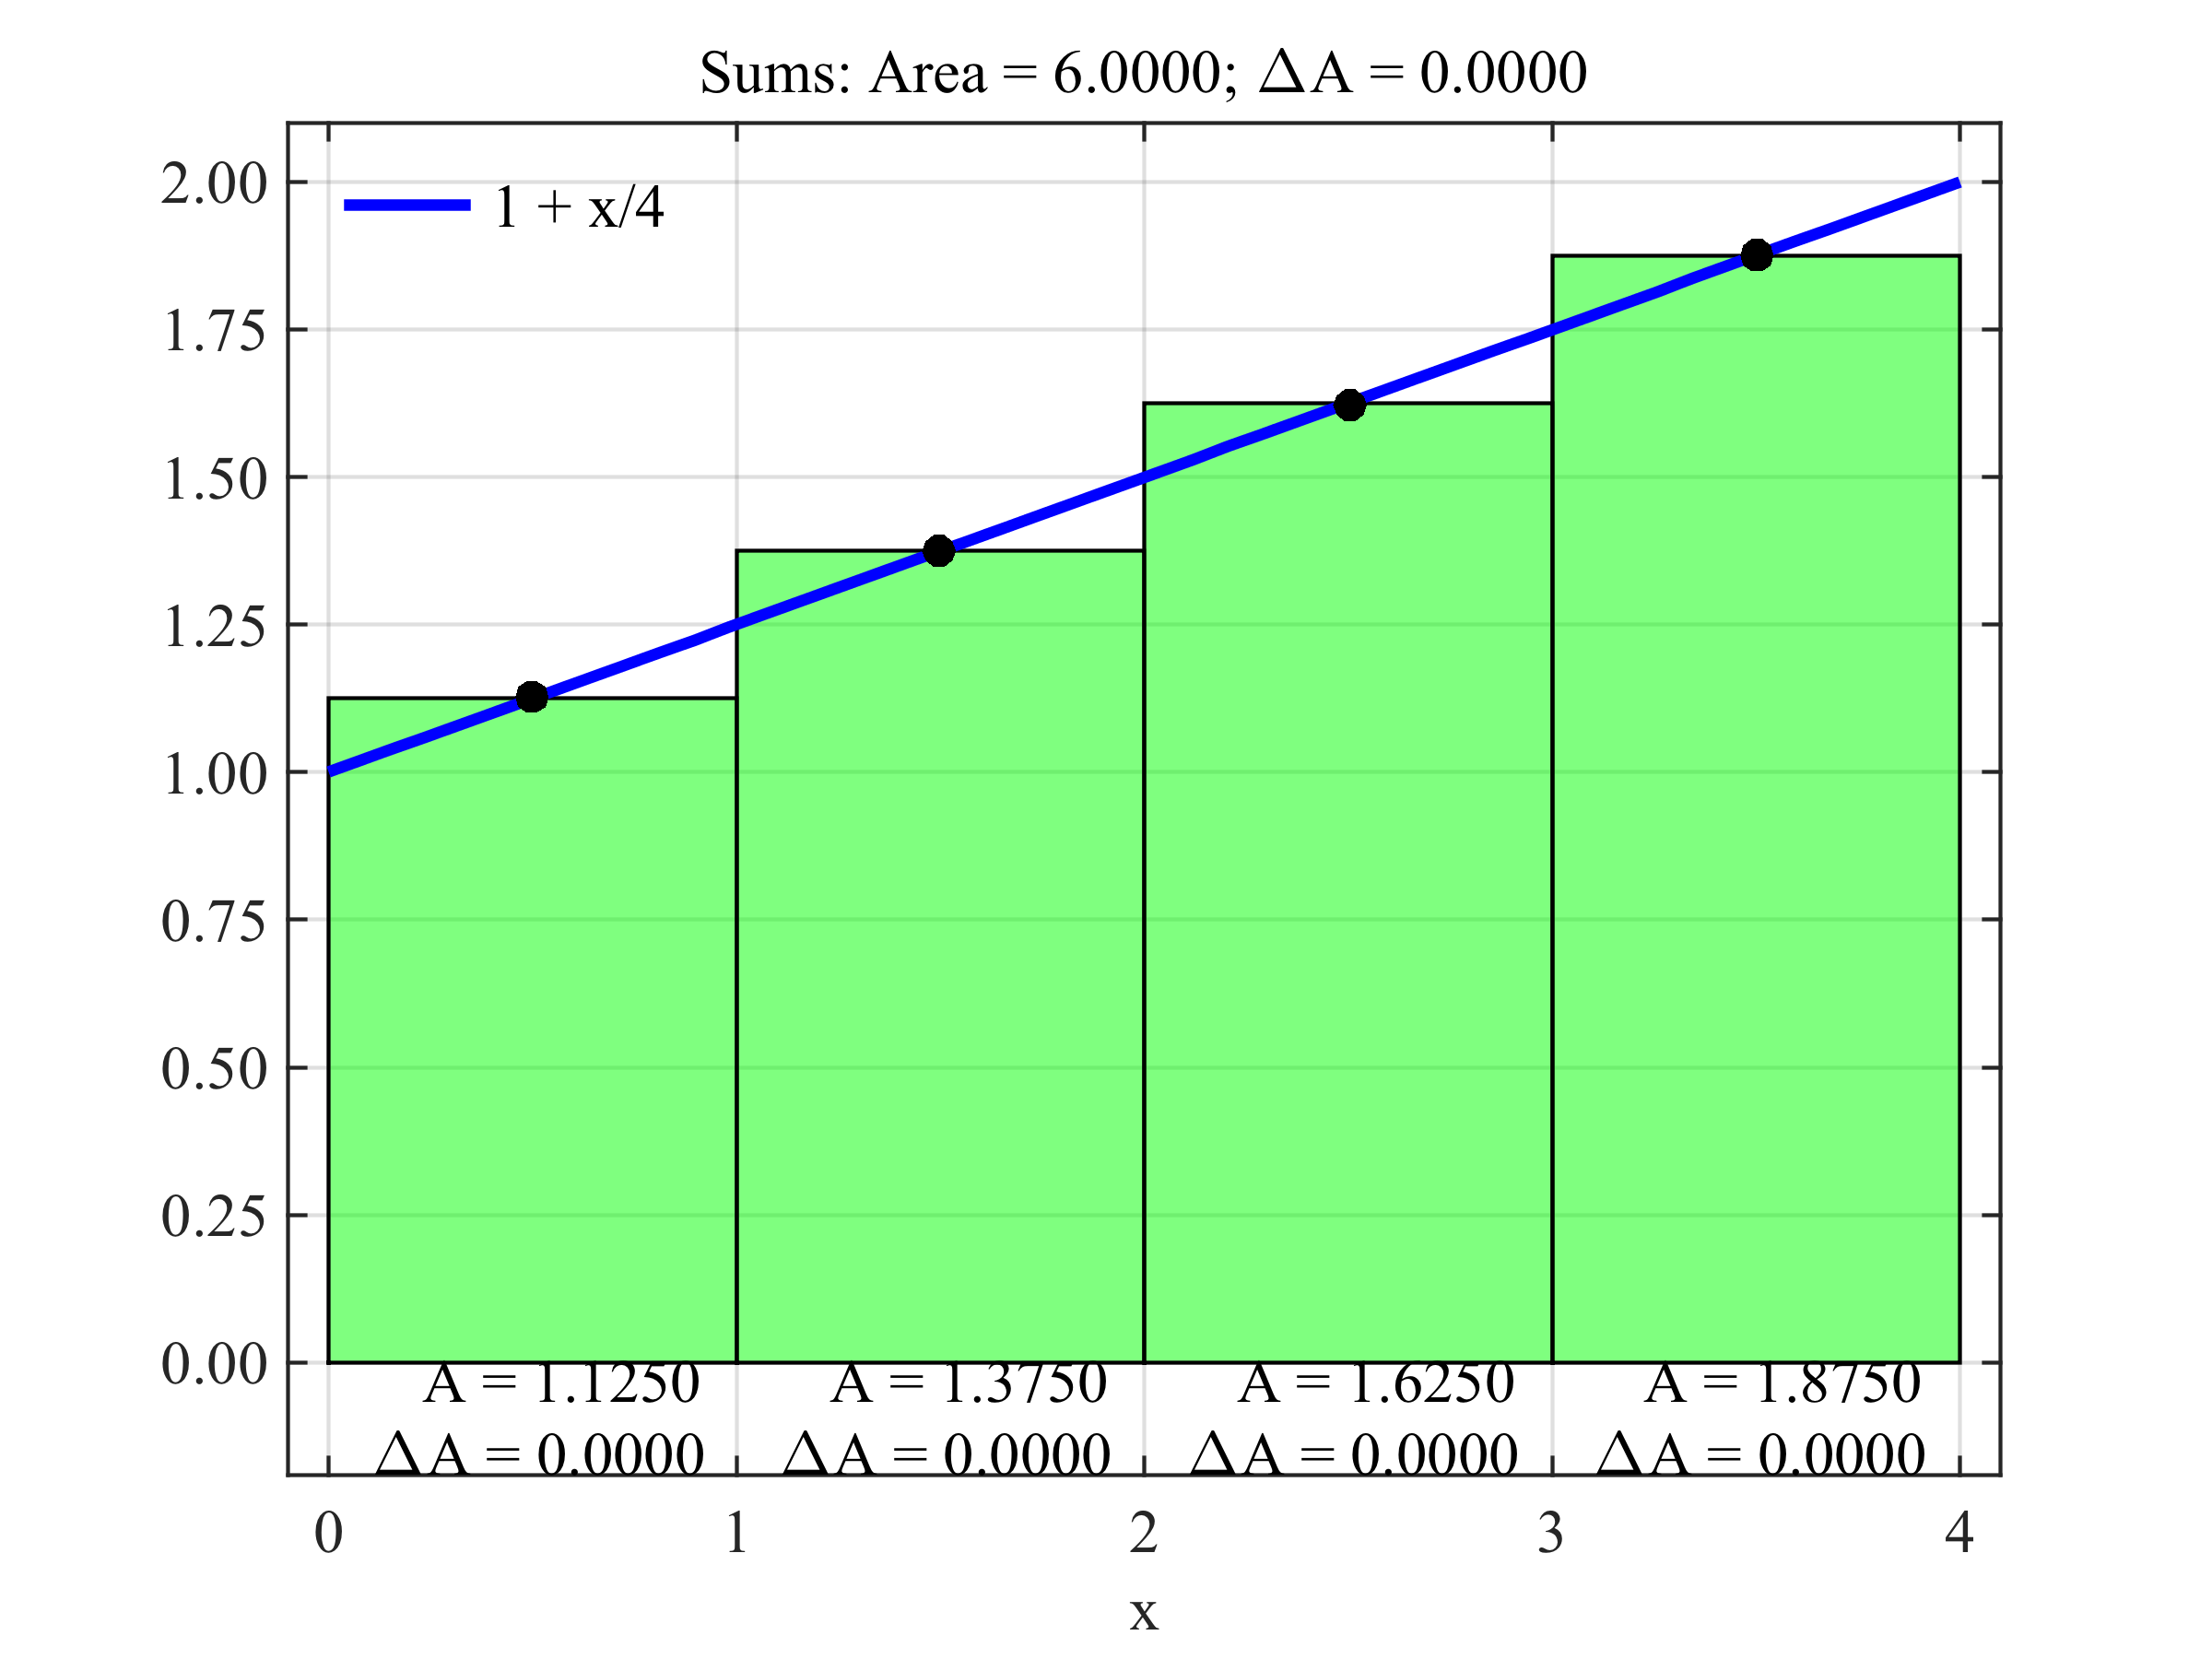 Sums: Area = 6.0000; ΔA = 0.0000
1 + x/4
2.00
1.75
1.50
1.25
1.00
0.75
0.50
0.25
0.00
A = 1.1250 A = 1.3750 A = 1.6250 A = 1.8750
ΔA = 0.0000 ΔA = 0.0000 ΔA = 0.0000 ΔA = 0.0000
0 1 2 3 4
x